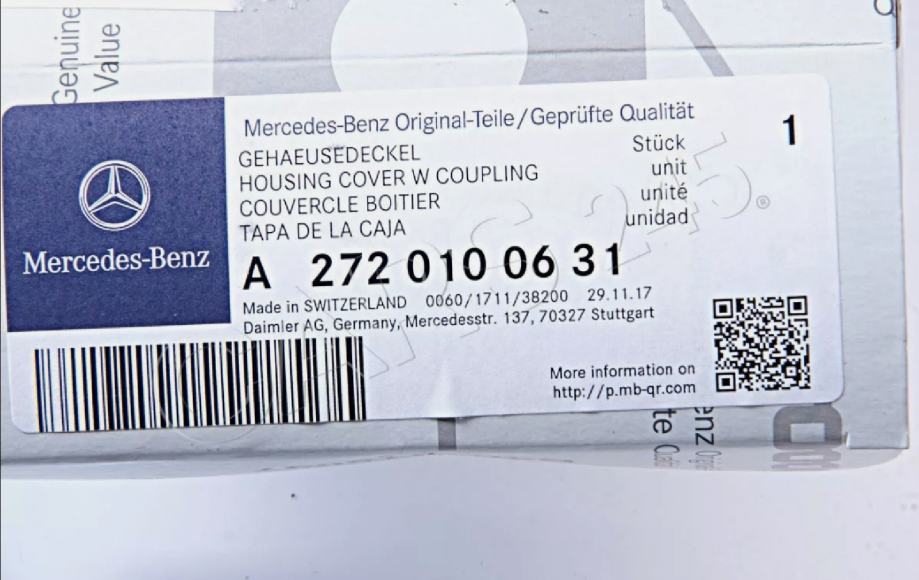 Genuine
Value
Mercedes-Benz
Mercedes-Benz Original-Teile/Geprüfte Qualität
GEHAEUSEDECKEL
HOUSING COVER W COUPLING
COUVERCLE BOITIER
TAPA DE LA CAJA
Stück
unit
unité
unidad
1
A 272 010 06 31
Made in SWITZERLAND 0060/1711/38200 29.11.17
Daimler AG, Germany, Mercedesstr. 137, 70327 Stuttgart
More information on
http://p.mb-qr.com
®